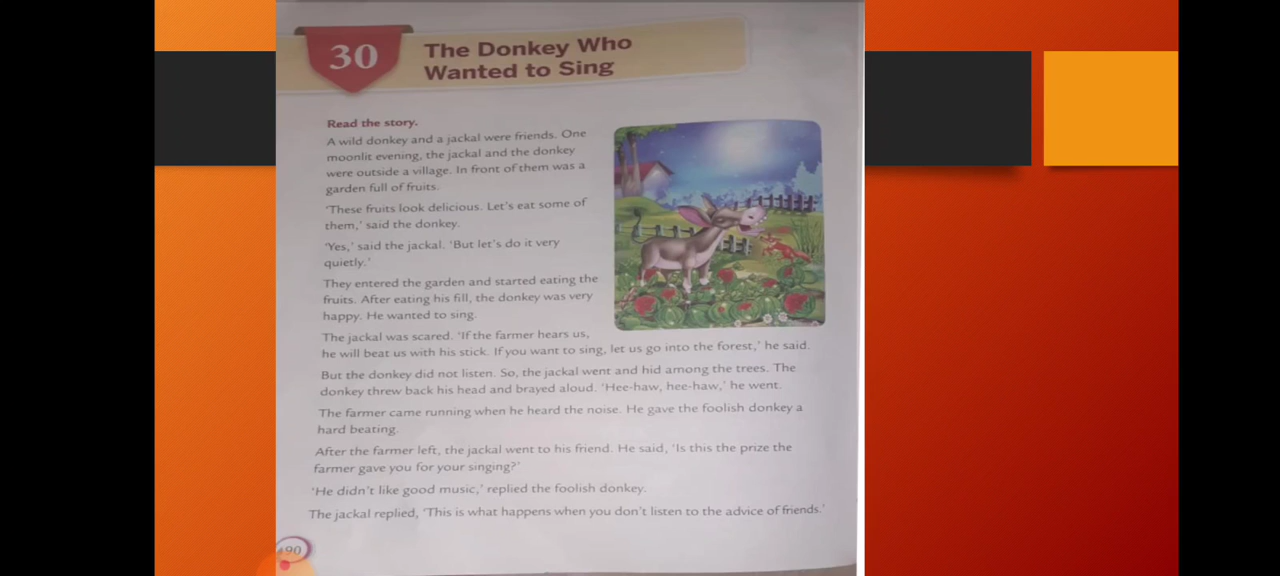 30
The Donkey Who
Wanted to Sing
Read the story.
A wild donkey and a jackal were friends. One
moonlit evening, the jackal and the donkey
were outside a village. In front of them was a
garden full of fruits.
'These fruits look delicious. Let's eat some of
them,' said the donkey.
'Yes,' said the jackal. 'But let's do it very
quietly.'
They entered the garden and started eating the
fruits. After eating his fill, the donkey was very
happy. He wanted to sing.
The jackal was scared. 'If the farmer hears us,
he will beat us with his stick. If you want to sing, let us go into the forest,' he said.
But the donkey did not listen. So, the jackal went and hid among the trees. The
donkey threw back his head and brayed aloud. 'Hee-haw, hee-haw,' he went.
The farmer came running when he heard the noise. He gave the foolish donkey a
hard beating.
After the farmer left, the jackal went to his friend. He said, 'Is this the prize the
farmer gave you for your singing?'
'He didn't like good music,' replied the foolish donkey.
The jackal replied, 'This is what happens when you don't listen to the advice of friends.'
90